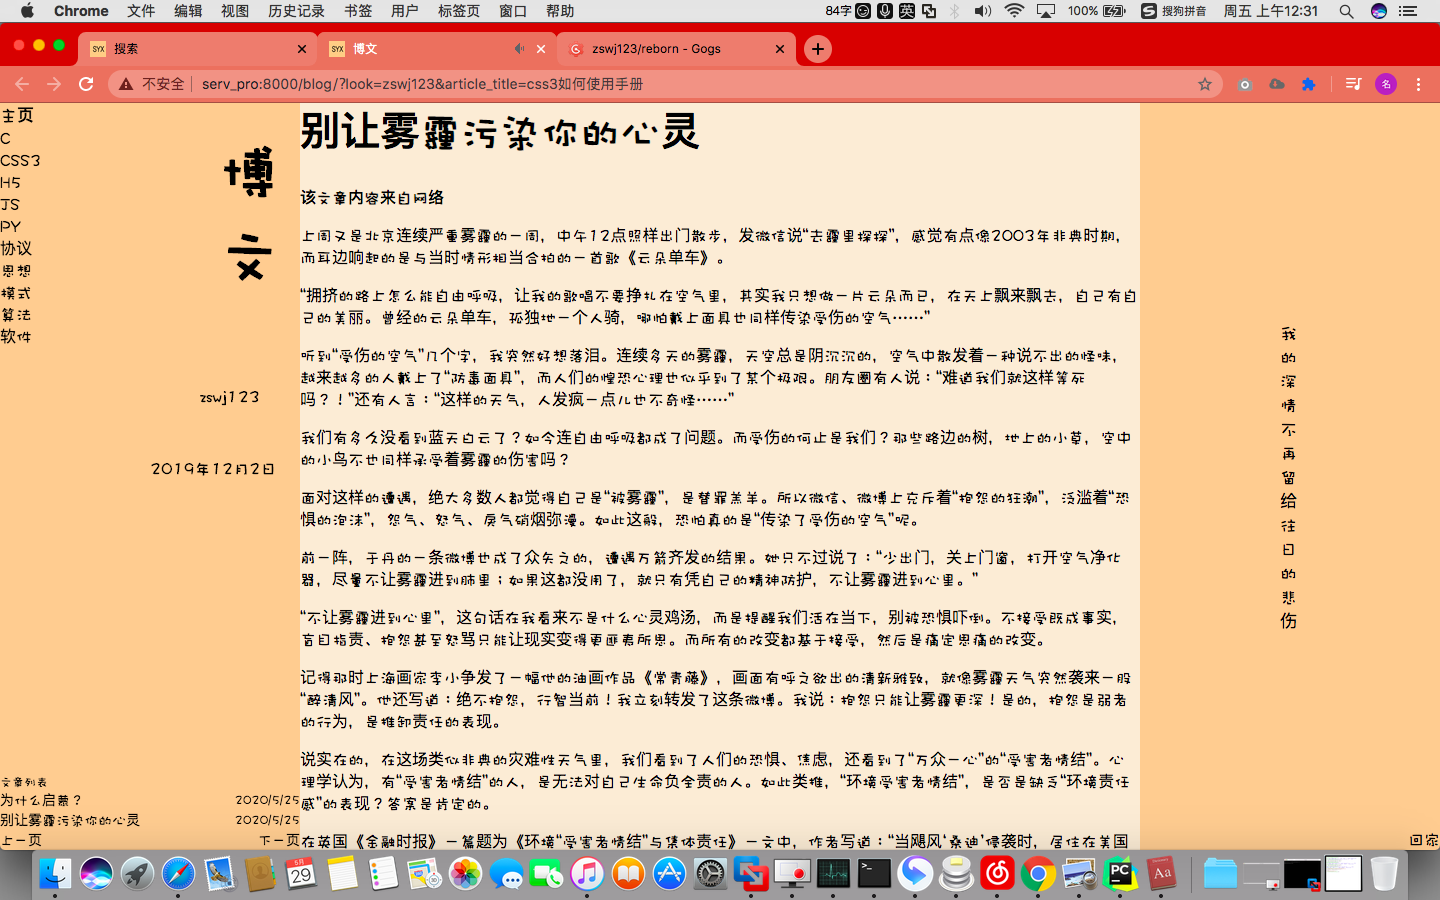 Chrome 文件 编辑 视图 历史记录 书签 用户 标签页 窗口 帮助 84字 英 100% 搜狗拼音 周五 上午12:31
SYX 搜索 SYX 博文 zswj123/reborn - Gogs
不安全 serv_pro:8000/blog/?look=zswj123&article_title=css3如何使用手册 名
主页
C
CSS3
H5
JS
PY
协议
思想
模式
算法
软件
博
文
zswj123
2019年12月2日
文章列表
为什么启蒙？ 2020/5/25
别让雾霾污染你的心灵 2020/5/25
上一页 下一页
别让雾霾污染你的心灵
该文章内容来自网络
上周又是北京连续严重雾霾的一周，中午12点照样出门散步，发微信说“去霾里探探”，感觉有点像2003年非典时期，
而耳边响起的是与当时情形相当合拍的一首歌《云朵单车》。
“拥挤的路上怎么能自由呼吸，让我的歌唱不要挣扎在空气里，其实我只想做一片云朵而已，在天上飘来飘去，自己有自
己的美丽。曾经的云朵单车，孤独地一个人骑，哪怕戴上面具也同样传染受伤的空气……”
听到“受伤的空气”几个字，我突然好想落泪。连续多天的雾霾，天空总是阴沉沉的，空气中散发着一种说不出的怪味，
越来越多的人戴上了“防毒面具”，而人们的惶恐心理也似乎到了某个极限。朋友圈有人说：“难道我们就这样等死
吗？！”还有人言：“这样的天气，人发疯一点儿也不奇怪……”
我们有多久没看到蓝天白云了？如今连自由呼吸都成了问题。而受伤的何止是我们？那些路边的树，地上的小草，空中
的小鸟不也同样承受着雾霾的伤害吗？
面对这样的遭遇，绝大多数人都觉得自己是“被雾霾”，是替罪羔羊。所以微信、微博上充斥着“抱怨的狂潮”，泛滥着“恐
惧的泡沫”，怨气、怒气、戾气硝烟弥漫。如此这般，恐怕真的是“传染了受伤的空气”呢。
前一阵，于丹的一条微博也成了众矢之的，遭遇万箭齐发的结果。她只不过说了：“少出门，关上门窗，打开空气净化
器，尽量不让雾霾进到肺里；如果这都没用了，就只有凭自己的精神防护，不让雾霾进到心里。”
“不让雾霾进到心里”，这句话在我看来不是什么心灵鸡汤，而是提醒我们活在当下，别被恐惧吓倒。不接受既成事实，
盲目指责、抱怨甚至怒骂只能让现实变得更匪夷所思。而所有的改变都基于接受，然后是痛定思痛的改变。
记得那时上海画家李小争发了一幅他的油画作品《常青藤》，画面有呼之欲出的清新雅致，就像雾霾天气突然袭来一股
“醉清风”。他还写道：绝不抱怨，行智当前！我立刻转发了这条微博。我说：抱怨只能让雾霾更深！是的，抱怨是弱者
的行为，是推卸责任的表现。
说实在的，在这场类似非典的灾难性天气里，我们看到了人们的恐惧、焦虑，还看到了“万众一心”的“受害者情结”。心
理学认为，有“受害者情结”的人，是无法对自己生命负全责的人。如此类推，“环境受害者情结”，是否是缺乏“环境责任
感”的表现？答案是肯定的。
在英国《金融时报》一篇题为《环境“受害者情结”与集体责任》一文中，作者写道：“当飓风‘桑迪’侵袭时，居住在美国
我
的
深
情
不
再
留
给
往
日
的
悲
伤
回家
5月
29
PC
Aa